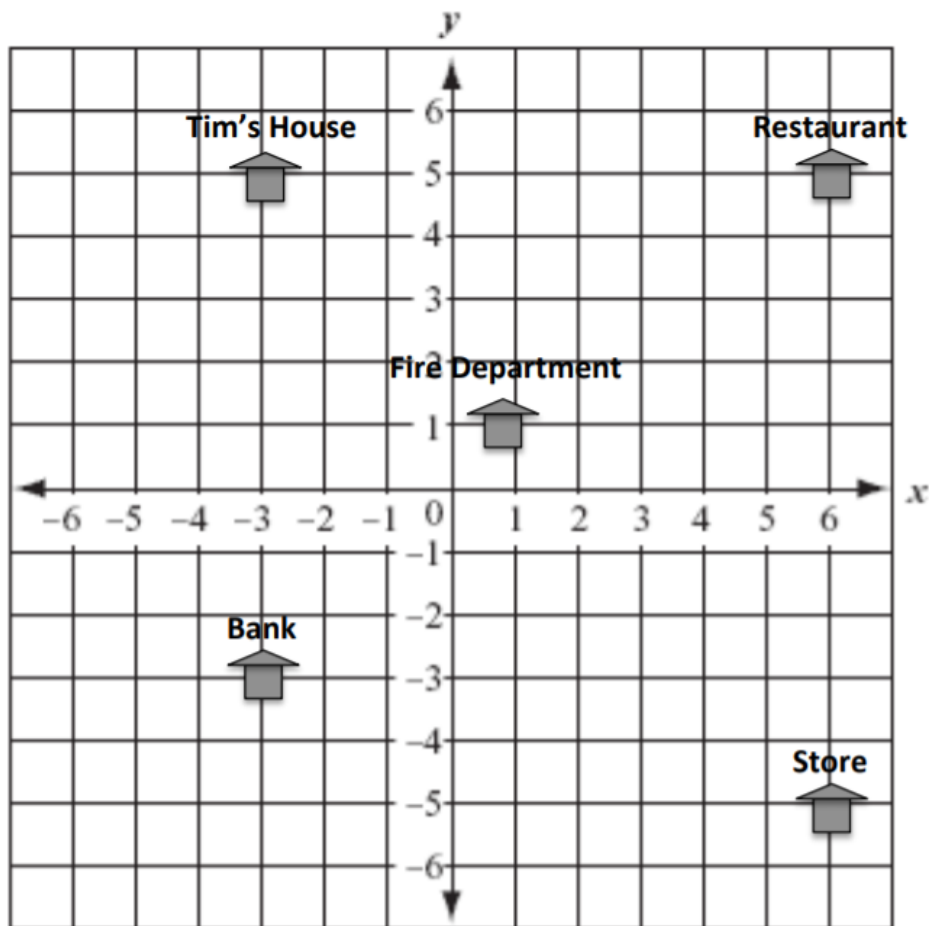 y
6
Tim's House
Restaurant
5
4
3
2
Fire Department
1
x
–6 –5 –4 –3 –2 –1 0 1 2 3 4 5 6
–1
–2
Bank
–3
–4
Store
–5
–6